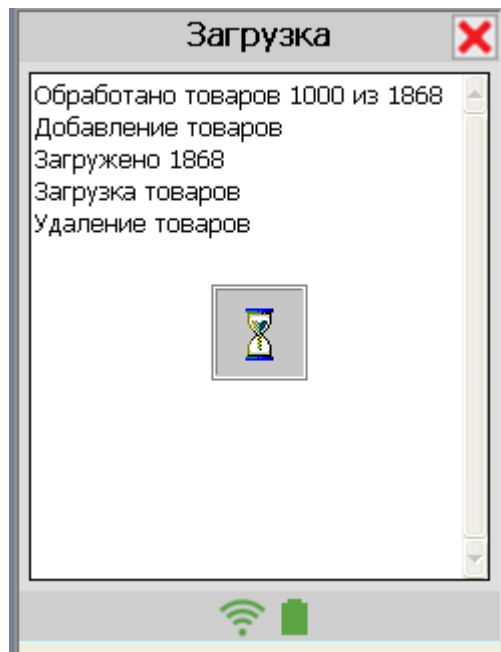 Загрузка
Обработано товаров 1000 из 1868
Добавление товаров
Загружено 1868
Загрузка товаров
Удаление товаров